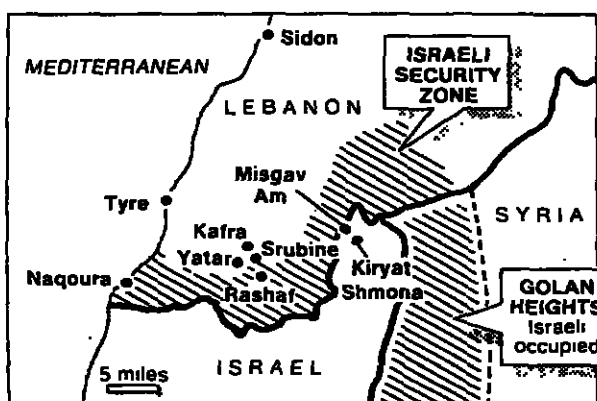 Sidon
MEDITERRANEAN
ISRAELI
SECURITY
ZONE
LEBANON
Misgav
Am
Tyre
SYRIA
Kafra
Srubine
Yatar
Kiryat
Shmona
Naqoura
Rashaf
GOLAN
HEIGHTS
Israeli
occupied
ISRAEL
5 miles